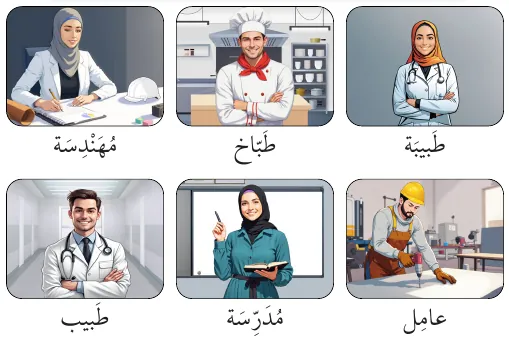 طَبيبَة
طَبّاخ
مُهَنْدِسَة
عامِل
مُدَرِّسَة
طَبيب